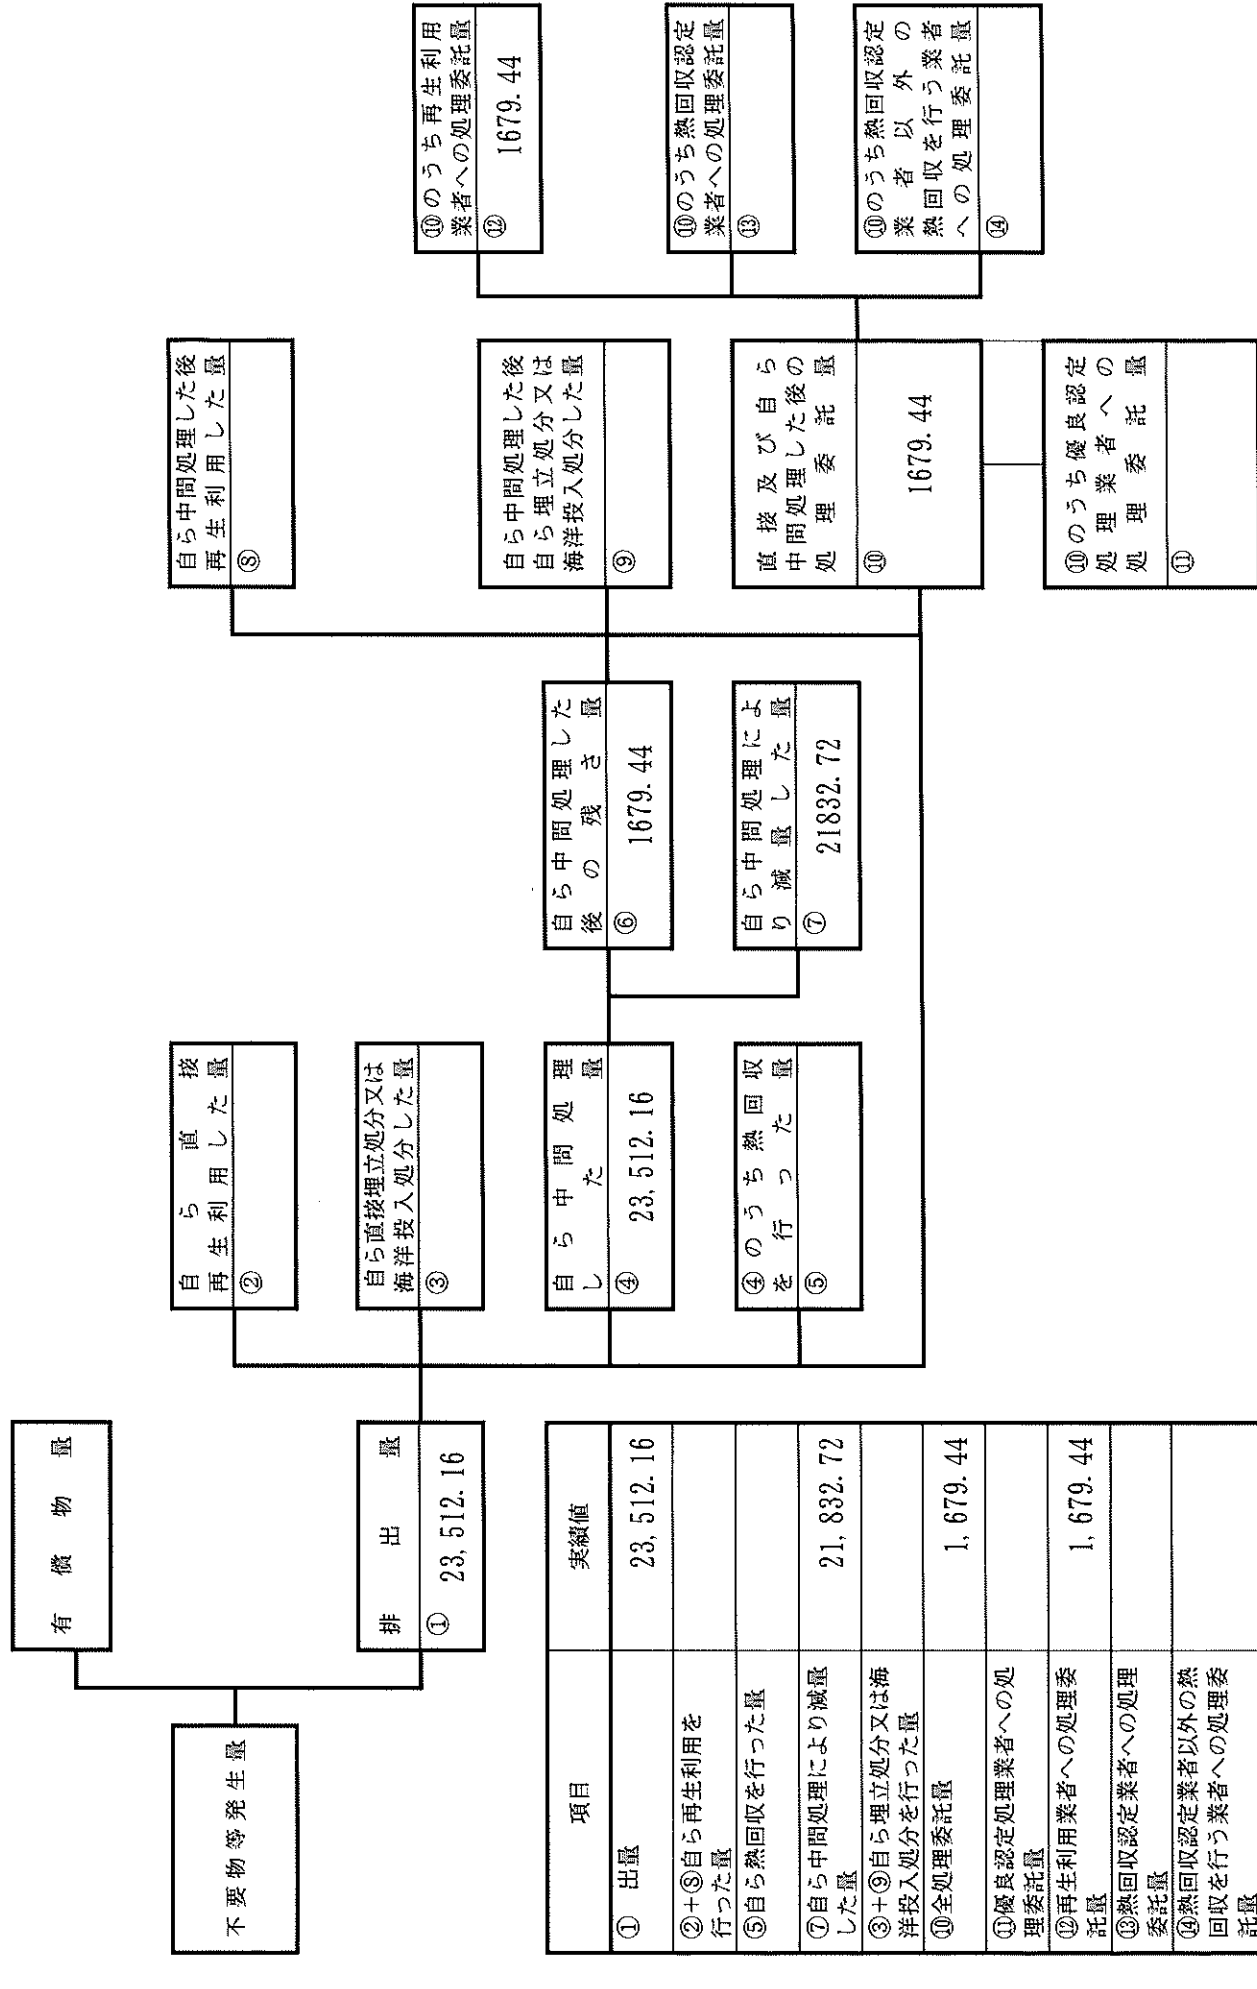 不要物等発生量
有償物量
排出量
① 23,512.16
自ら直接
再生利用した量
②
自ら直接埋立処分又は
海洋投入処分した量
③
自ら中間処理
した量
④ 23,512.16
④のうち熱回収
を行った量
⑤
自ら中間処理した
後の残さ量
⑥ 1679.44
自ら中間処理によ
り減量した量
⑦ 21832.72
自ら中間処理した後
再生利用した量
⑧
自ら中間処理した後
自ら埋立処分又は
海洋投入処分した量
⑨
直接及び自ら
中間処理した後の
処理委託量
⑩ 1679.44
⑩のうち優良認定
処理業者への
処理委託量
⑪
⑩のうち再生利用
業者への処理委託量
⑫ 1679.44
⑩のうち熱回収認定
業者への処理委託量
⑬
⑩のうち熱回収認定
業者以外の
熱回収を行う業者
への処理委託量
⑭
項目 実績値
① 出量 23,512.16
②+⑧自ら再生利用を
行った量
⑤自ら熱回収を行った量
⑦自ら中間処理により減量 21,832.72
した量
③+⑨自ら埋立処分又は海
洋投入処分を行った量
⑩全処理委託量 1,679.44
⑪優良認定処理業者への処
理委託量
⑫再生利用業者への処理委 1,679.44
託量
⑬熱回収認定業者への処理
委託量
⑭熱回収認定業者以外の熱
回収を行う業者への処理委
託量